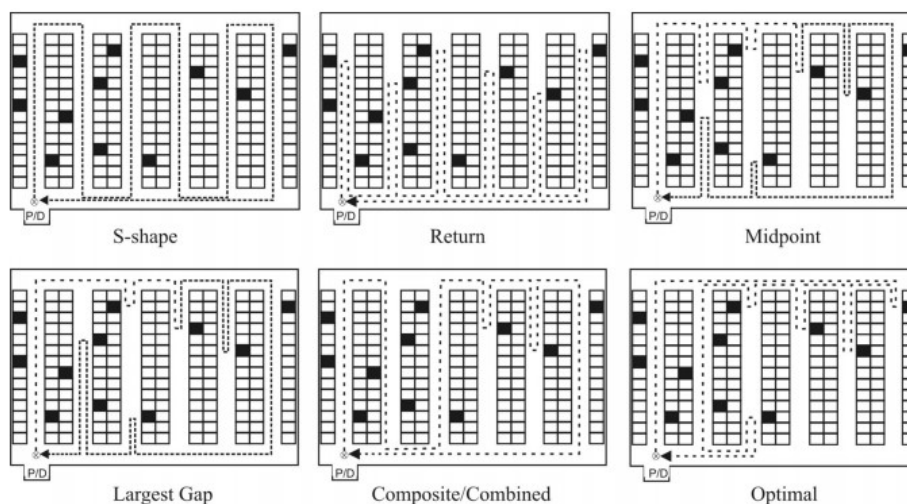 P/D
P/D
P/D
S-shape
Return
Midpoint
P/D
P/D
P/D
Largest Gap
Composite/Combined
Optimal